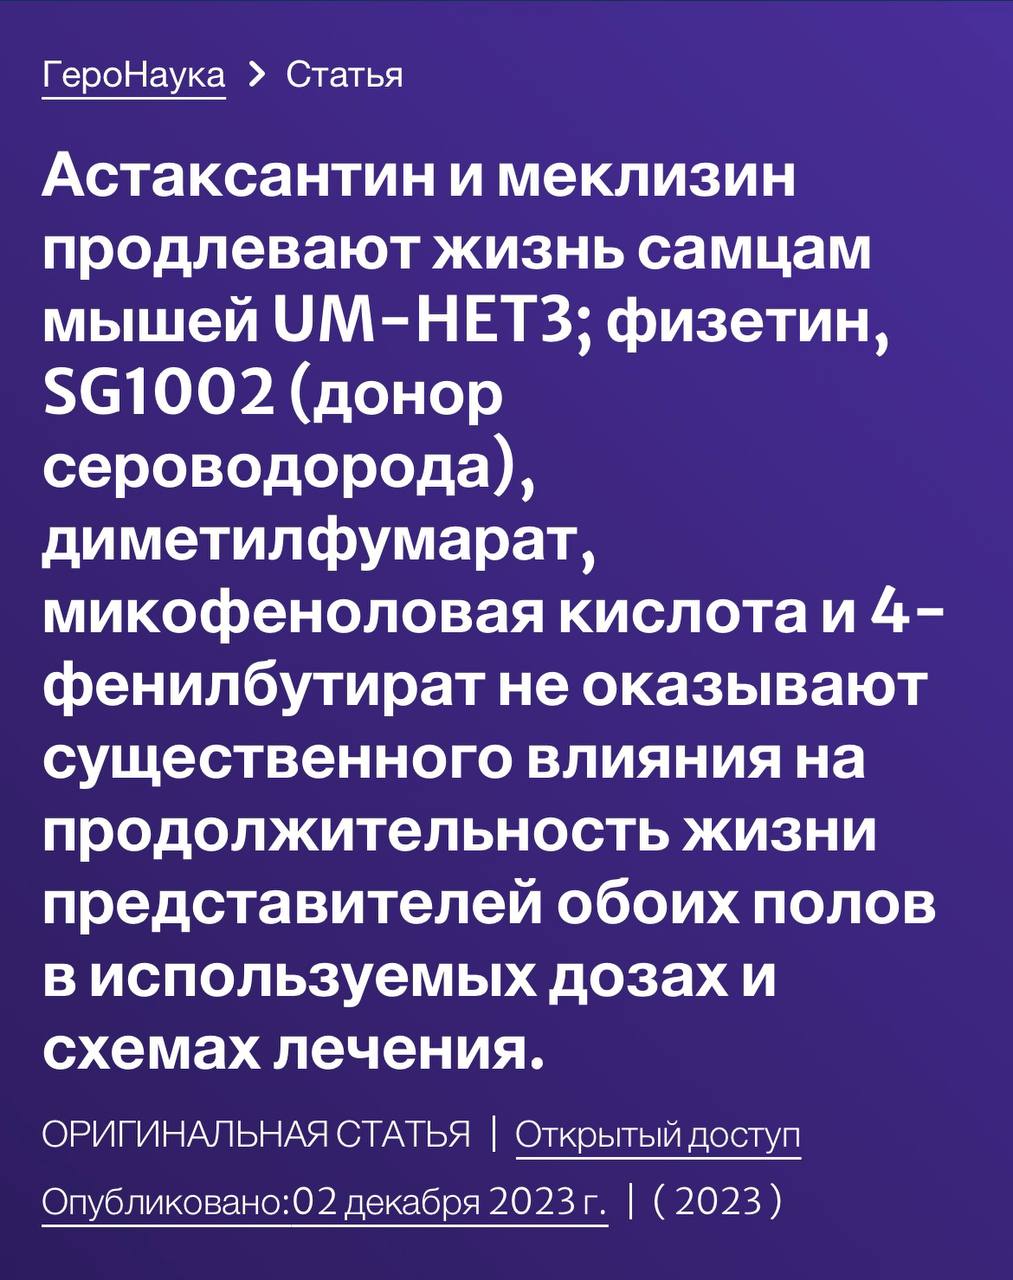 ГероНаука > Статья
Астаксантин и меклизин
продлевают жизнь самцам
мышей UM-HET3; физетин,
SG1002 (донор
сероводорода),
диметилфумарат,
микофеноловая кислота и 4-
фенилбутират не оказывают
существенного влияния на
продолжительность жизни
представителей обоих полов
в используемых дозах и
схемах лечения.
ОРИГИНАЛЬНАЯ СТАТЬЯ | Открытый доступ
Опубликовано:02 декабря 2023 г. | ( 2023 )